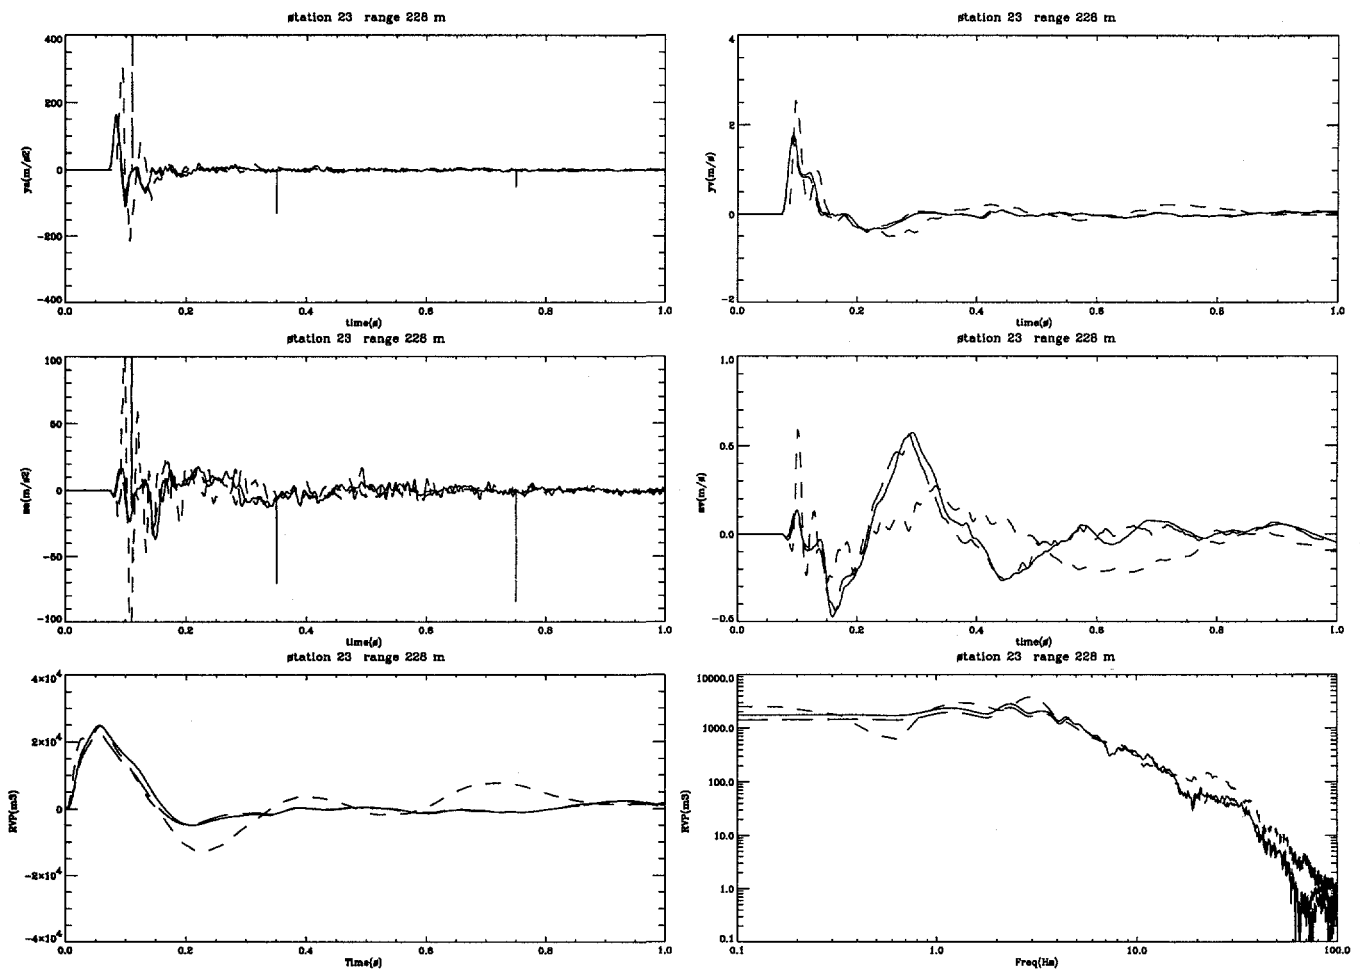 station 23 range 228 m
400
200
0
-200
-400
ya(m/s2)
0.0 0.2 0.4 0.6 0.8 1.0
time(s)
station 23 range 228 m
4
2
0
-2
yv(m/s)
0.0 0.2 0.4 0.6 0.8 1.0
time(s)
station 23 range 228 m
100
50
0
-50
-100
0.0 0.2 0.4 0.6 0.8 1.0
time(s)
station 23 range 228 m
1.0
0.5
0.0
-0.5
0.0 0.2 0.4 0.6 0.8 1.0
time(s)
station 23 range 228 m
4×10⁴
2×10⁴
0
-2×10⁴
-4×10⁴
RVP(m3)
0.0 0.2 0.4 0.6 0.8 1.0
Time(s)
station 23 range 228 m
10000.0
1000.0
100.0
10.0
1.0
0.1
RVP(m3)
0.1 1.0 10.0 100.0
Freq(Hz)